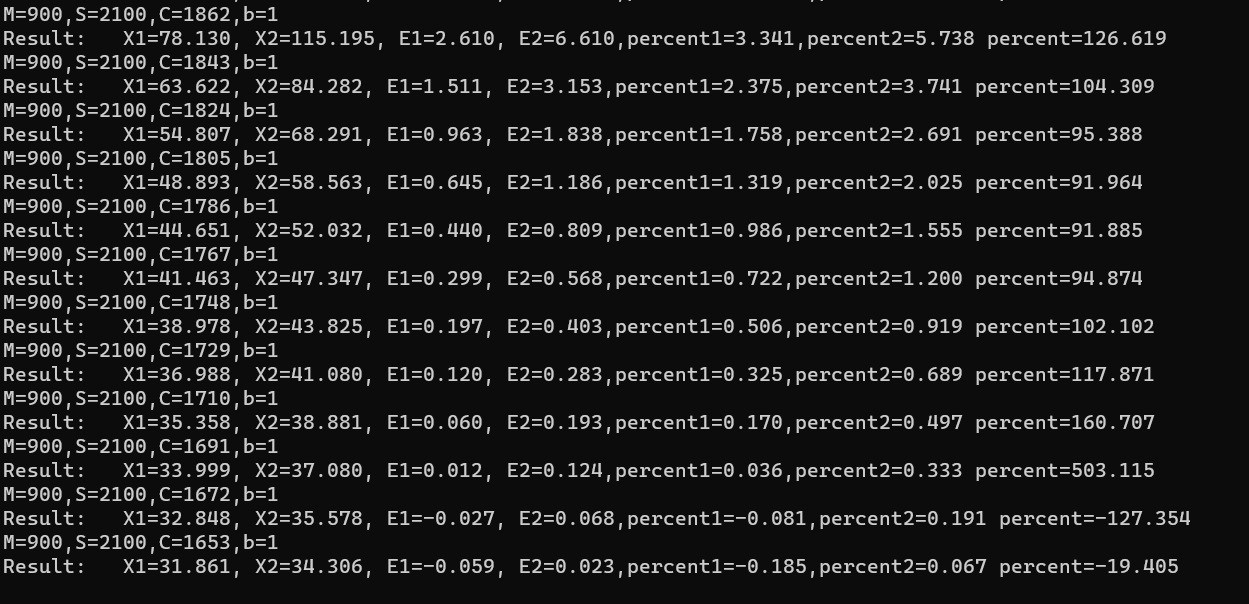 M=900,S=2100,C=1862,b=1
Result:   X1=78.130, X2=115.195, E1=2.610, E2=6.610,percent1=3.341,percent2=5.738 percent=126.619
M=900,S=2100,C=1843,b=1
Result:   X1=63.622, X2=84.282, E1=1.511, E2=3.153,percent1=2.375,percent2=3.741 percent=104.309
M=900,S=2100,C=1824,b=1
Result:   X1=54.807, X2=68.291, E1=0.963, E2=1.838,percent1=1.758,percent2=2.691 percent=95.388
M=900,S=2100,C=1805,b=1
Result:   X1=48.893, X2=58.563, E1=0.645, E2=1.186,percent1=1.319,percent2=2.025 percent=91.964
M=900,S=2100,C=1786,b=1
Result:   X1=44.651, X2=52.032, E1=0.440, E2=0.809,percent1=0.986,percent2=1.555 percent=91.885
M=900,S=2100,C=1767,b=1
Result:   X1=41.463, X2=47.347, E1=0.299, E2=0.568,percent1=0.722,percent2=1.200 percent=94.874
M=900,S=2100,C=1748,b=1
Result:   X1=38.978, X2=43.825, E1=0.197, E2=0.403,percent1=0.506,percent2=0.919 percent=102.102
M=900,S=2100,C=1729,b=1
Result:   X1=36.988, X2=41.080, E1=0.120, E2=0.283,percent1=0.325,percent2=0.689 percent=117.871
M=900,S=2100,C=1710,b=1
Result:   X1=35.358, X2=38.881, E1=0.060, E2=0.193,percent1=0.170,percent2=0.497 percent=160.707
M=900,S=2100,C=1691,b=1
Result:   X1=33.999, X2=37.080, E1=0.012, E2=0.124,percent1=0.036,percent2=0.333 percent=503.115
M=900,S=2100,C=1672,b=1
Result:   X1=32.848, X2=35.578, E1=-0.027, E2=0.068,percent1=-0.081,percent2=0.191 percent=-127.354
M=900,S=2100,C=1653,b=1
Result:   X1=31.861, X2=34.306, E1=-0.059, E2=0.023,percent1=-0.185,percent2=0.067 percent=-19.405